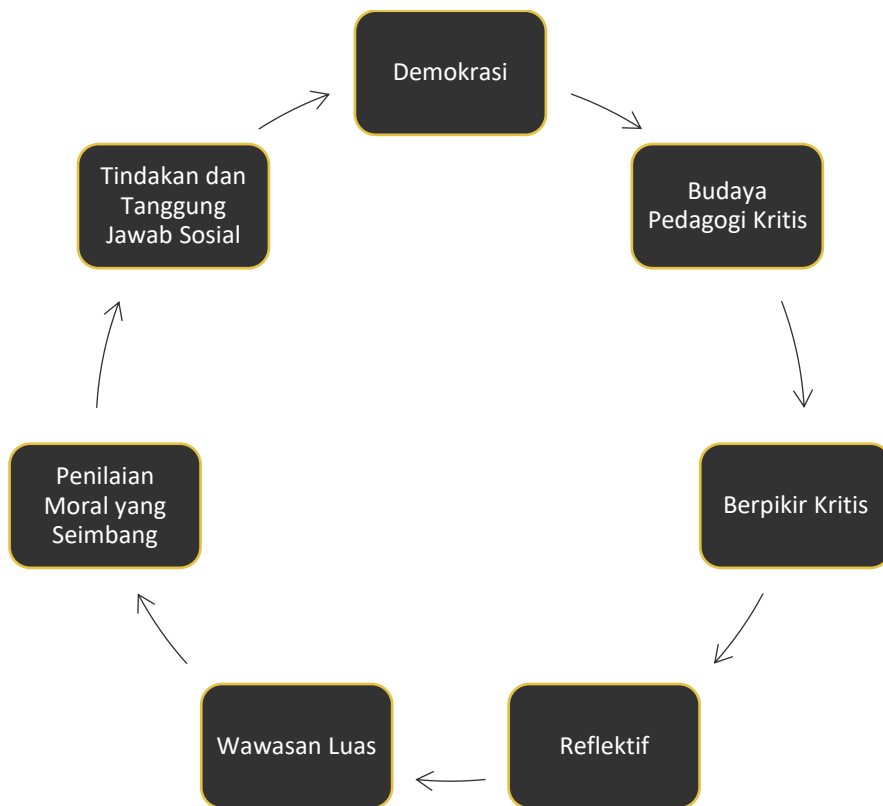 Demokrasi
Budaya
Pedagogi Kritis
Berpikir Kritis
Reflektif
Wawasan Luas
Penilaian
Moral yang
Seimbang
Tindakan dan
Tanggung
Jawab Sosial